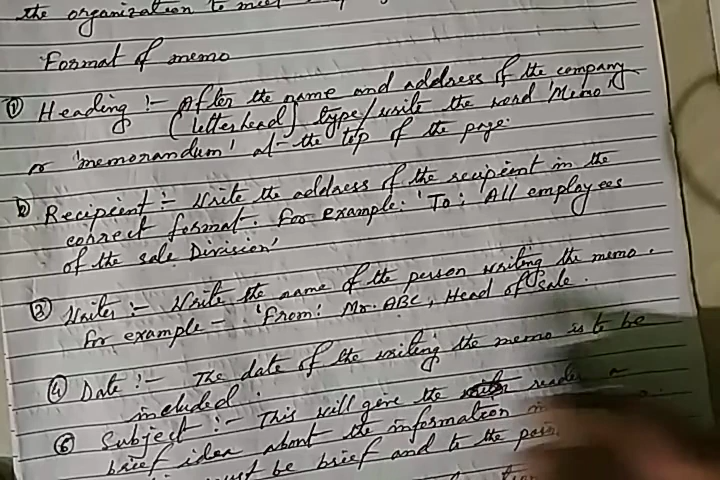 the organization to meet
Format of memo
① Heading :- After the name and address of the company
(letterhead) type/write the word 'Memo'
or 'memorandum' at the top of the page.
② Recipient :- Write the address of the recipient in the
correct format. For example: 'To: All employees
of the sale Division'
③ Writer :- Write the name of the person writing the memo.
for example - 'From: Mr. ABC, Head of Sale.
④ Date :- The date of the writing the memo is to be
included.
⑤ Subject :- This will give the reader a
brief idea about the information
must be brief and to the